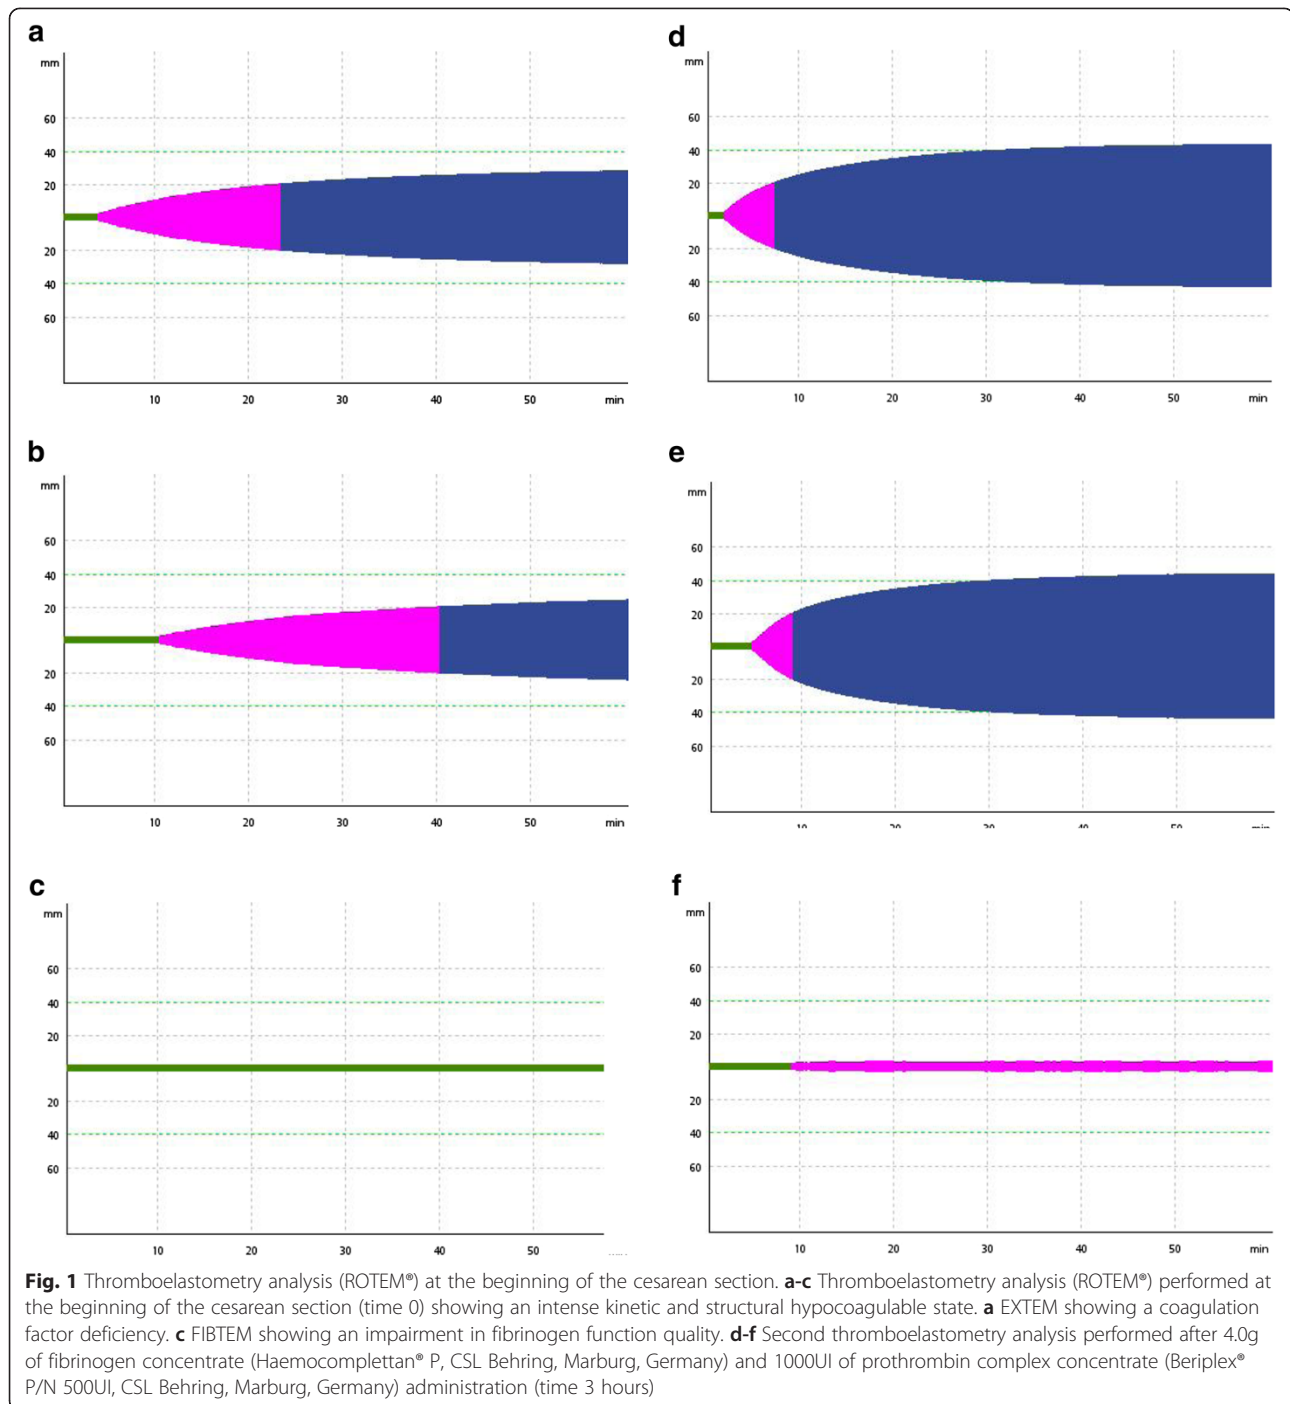 a
mm
60
40
20
20
40
60
10 20 30 40 50 min
d
mm
60
40
20
20
40
60
10 20 30 40 50 min
b
mm
60
40
20
20
40
60
10 20 30 40 50 min
e
mm
60
40
20
20
40
60
10 20 30 40 50 min
c
mm
60
40
20
20
40
60
10 20 30 40 50
f
mm
60
40
20
20
40
60
10 20 30 40 50 min
Fig. 1 Thromboelastometry analysis (ROTEM®) at the beginning of the cesarean section. a-c Thromboelastometry analysis (ROTEM®) performed at
the beginning of the cesarean section (time 0) showing an intense kinetic and structural hypocoagulable state. a EXTEM showing a coagulation
factor deficiency. c FIBTEM showing an impairment in fibrinogen function quality. d-f Second thromboelastometry analysis performed after 4.0g
of fibrinogen concentrate (Haemocomplettan® P, CSL Behring, Marburg, Germany) and 1000UI of prothrombin complex concentrate (Beriplex®
P/N 500UI, CSL Behring, Marburg, Germany) administration (time 3 hours)